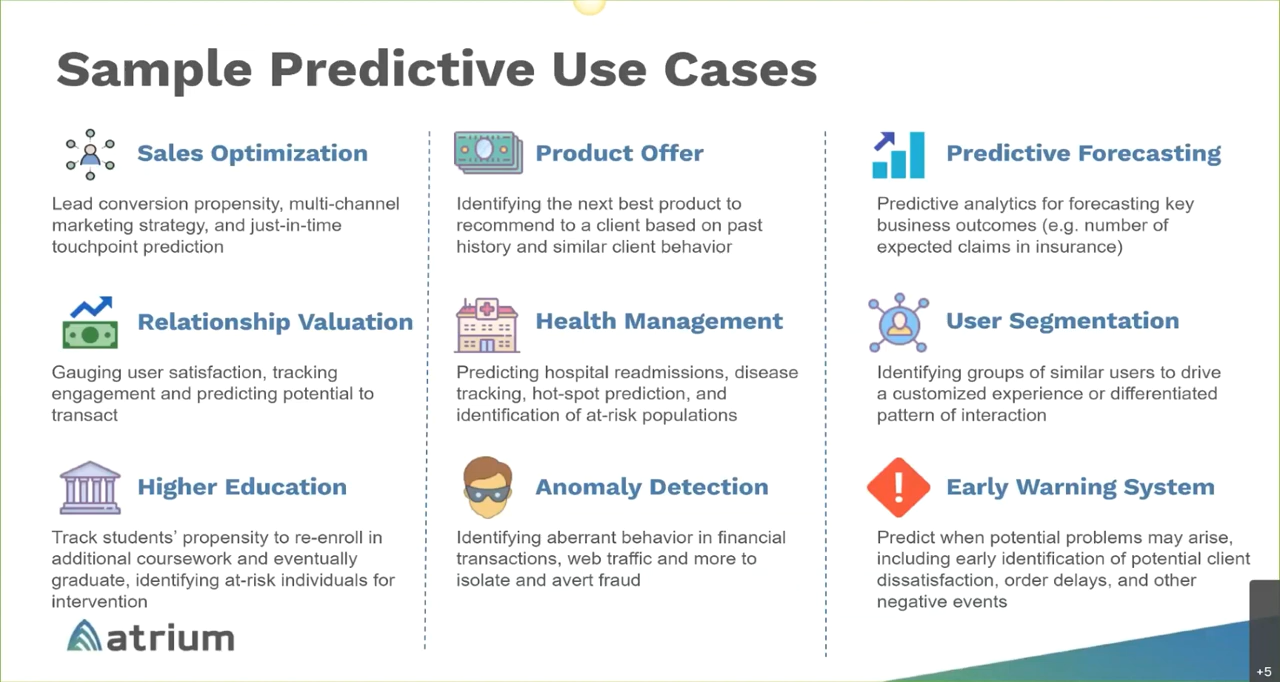 Sample Predictive Use Cases
Sales Optimization
Lead conversion propensity, multi-channel
marketing strategy, and just-in-time
touchpoint prediction
Product Offer
Identifying the next best product to
recommend to a client based on past
history and similar client behavior
Predictive Forecasting
Predictive analytics for forecasting key
business outcomes (e.g. number of
expected claims in insurance)
Relationship Valuation
Gauging user satisfaction, tracking
engagement and predicting potential to
transact
Health Management
Predicting hospital readmissions, disease
tracking, hot-spot prediction, and
identification of at-risk populations
User Segmentation
Identifying groups of similar users to drive
a customized experience or differentiated
pattern of interaction
Higher Education
Track students’ propensity to re-enroll in
additional coursework and eventually
graduate, identifying at-risk individuals for
intervention
Anomaly Detection
Identifying aberrant behavior in financial
transactions, web traffic and more to
isolate and avert fraud
Early Warning System
Predict when potential problems may arise,
including early identification of potential client
dissatisfaction, order delays, and other
negative events
atrium
+5